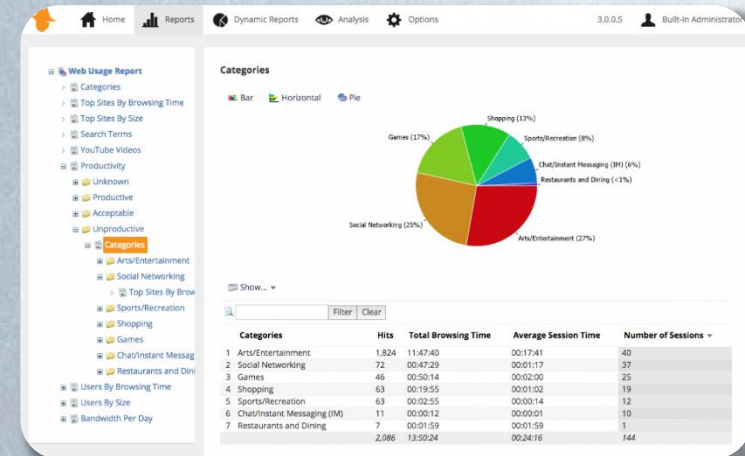 Home Reports Dynamic Reports Analysis Options 3.0.0.5 Built-In Administrator
Web Usage Report
Categories
Top Sites By Browsing Time
Top Sites By Size
Search Terms
YouTube Videos
Productivity
Unknown
Productive
Acceptable
Unproductive
Categories
Arts/Entertainment
Social Networking
Top Sites By Brow
Sports/Recreation
Shopping
Games
Chat/Instant Messag
Restaurants and Dini
Users By Browsing Time
Users By Size
Bandwidth Per Day
Categories
Bar Horizontal Pie
Shopping (13%)
Games (17%)
Sports/Recreation (8%)
Chat/Instant Messaging (IM) (6%)
Restaurants and Dining (<1%)
Social Networking (25%)
Arts/Entertainment (27%)
Show...
Filter Clear
Categories Hits Total Browsing Time Average Session Time Number of Sessions
1 Arts/Entertainment 1,824 11:47:40 00:17:41 40
2 Social Networking 72 00:47:29 00:01:17 37
3 Games 46 00:50:14 00:02:00 25
4 Shopping 63 00:19:55 00:01:02 19
5 Sports/Recreation 63 00:02:55 00:00:14 12
6 Chat/Instant Messaging (IM) 11 00:00:12 00:00:01 10
7 Restaurants and Dining 7 00:01:59 00:01:59 1
2,086 13:50:24 00:24:16 144